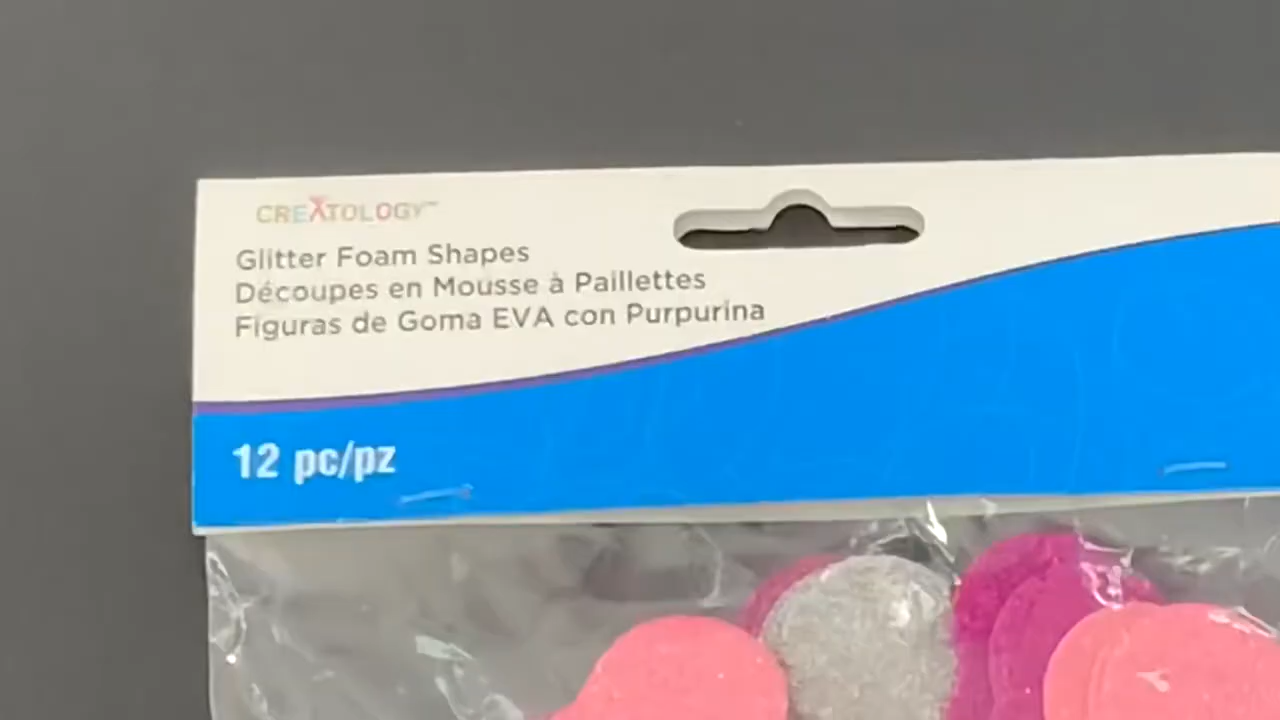 CREATOLOGY™
Glitter Foam Shapes
Découpes en Mousse à Paillettes
Figuras de Goma EVA con Purpurina
12 pc/pz